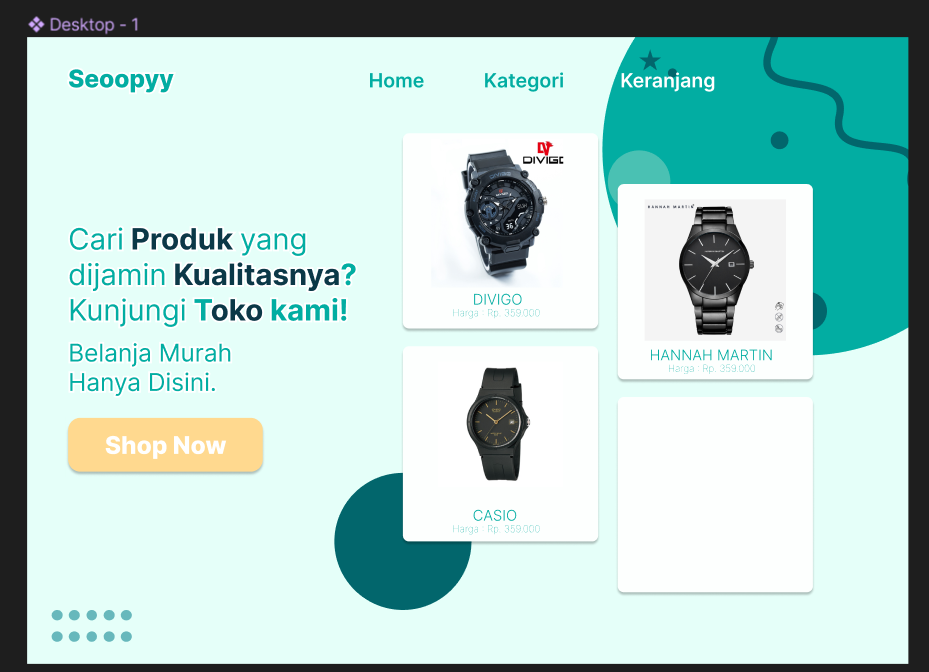 Desktop - 1
Seoopyy
Home
Kategori
Keranjang
Cari Produk yang
dijamin Kualitasnya?
Kunjungi Toko kami!
Belanja Murah
Hanya Disini.
Shop Now
DIVIGO
DIVIGO
Harga : Rp. 359.000
HANNAH MARTIN
HANNAH MARTIN
Harga : Rp. 359.000
CASIO
Harga : Rp. 359.000